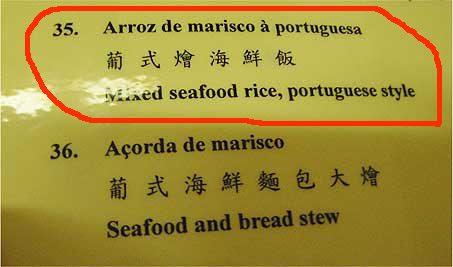 35. Arroz de marisco à portuguesa
葡式燴海鮮飯
Mixed seafood rice, portuguese style
36. Açorda de marisco
葡式海鮮麵包大燴
Seafood and bread stew